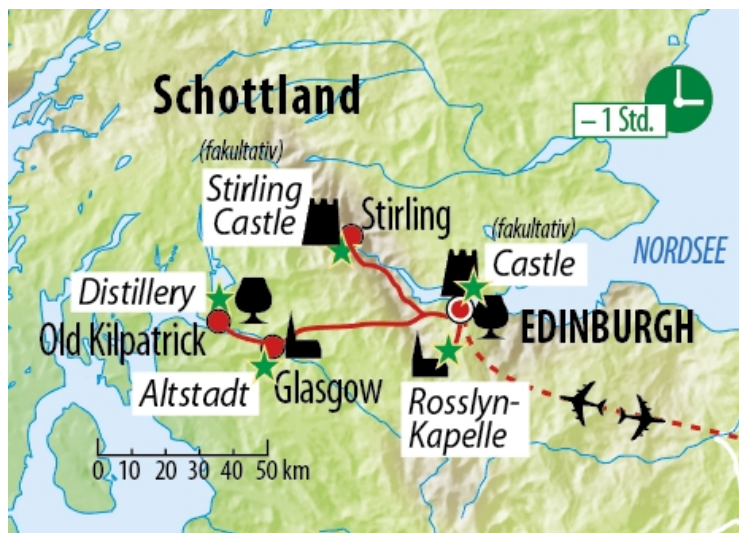 Schottland
– 1 Std.
(fakultativ)
Stirling
Castle
Stirling
(fakultativ)
Castle
NORDSEE
Distillery
Old Kilpatrick
EDINBURGH
Altstadt
Glasgow
Rosslyn-
Kapelle
0 10 20 30 40 50 km